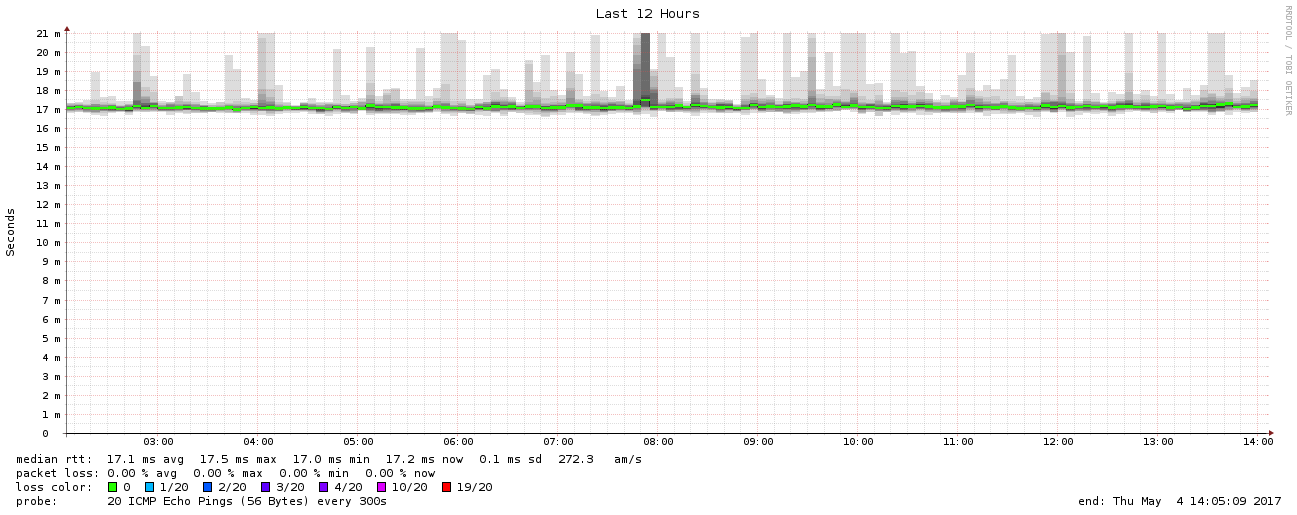 Last 12 Hours
RRDTOOL / TOBI OETIKER
Seconds
21 m
20 m
19 m
18 m
17 m
16 m
15 m
14 m
13 m
12 m
11 m
10 m
9 m
8 m
7 m
6 m
5 m
4 m
3 m
2 m
1 m
0
03:00 04:00 05:00 06:00 07:00 08:00 09:00 10:00 11:00 12:00 13:00 14:00
median rtt: 17.1 ms avg 17.5 ms max 17.0 ms min 17.2 ms now 0.1 ms sd 272.3 am/s
packet loss: 0.00 % avg 0.00 % max 0.00 % min 0.00 % now
loss color: 0 1/20 2/20 3/20 4/20 10/20 19/20
probe: 20 ICMP Echo Pings (56 Bytes) every 300s end: Thu May 4 14:05:09 2017